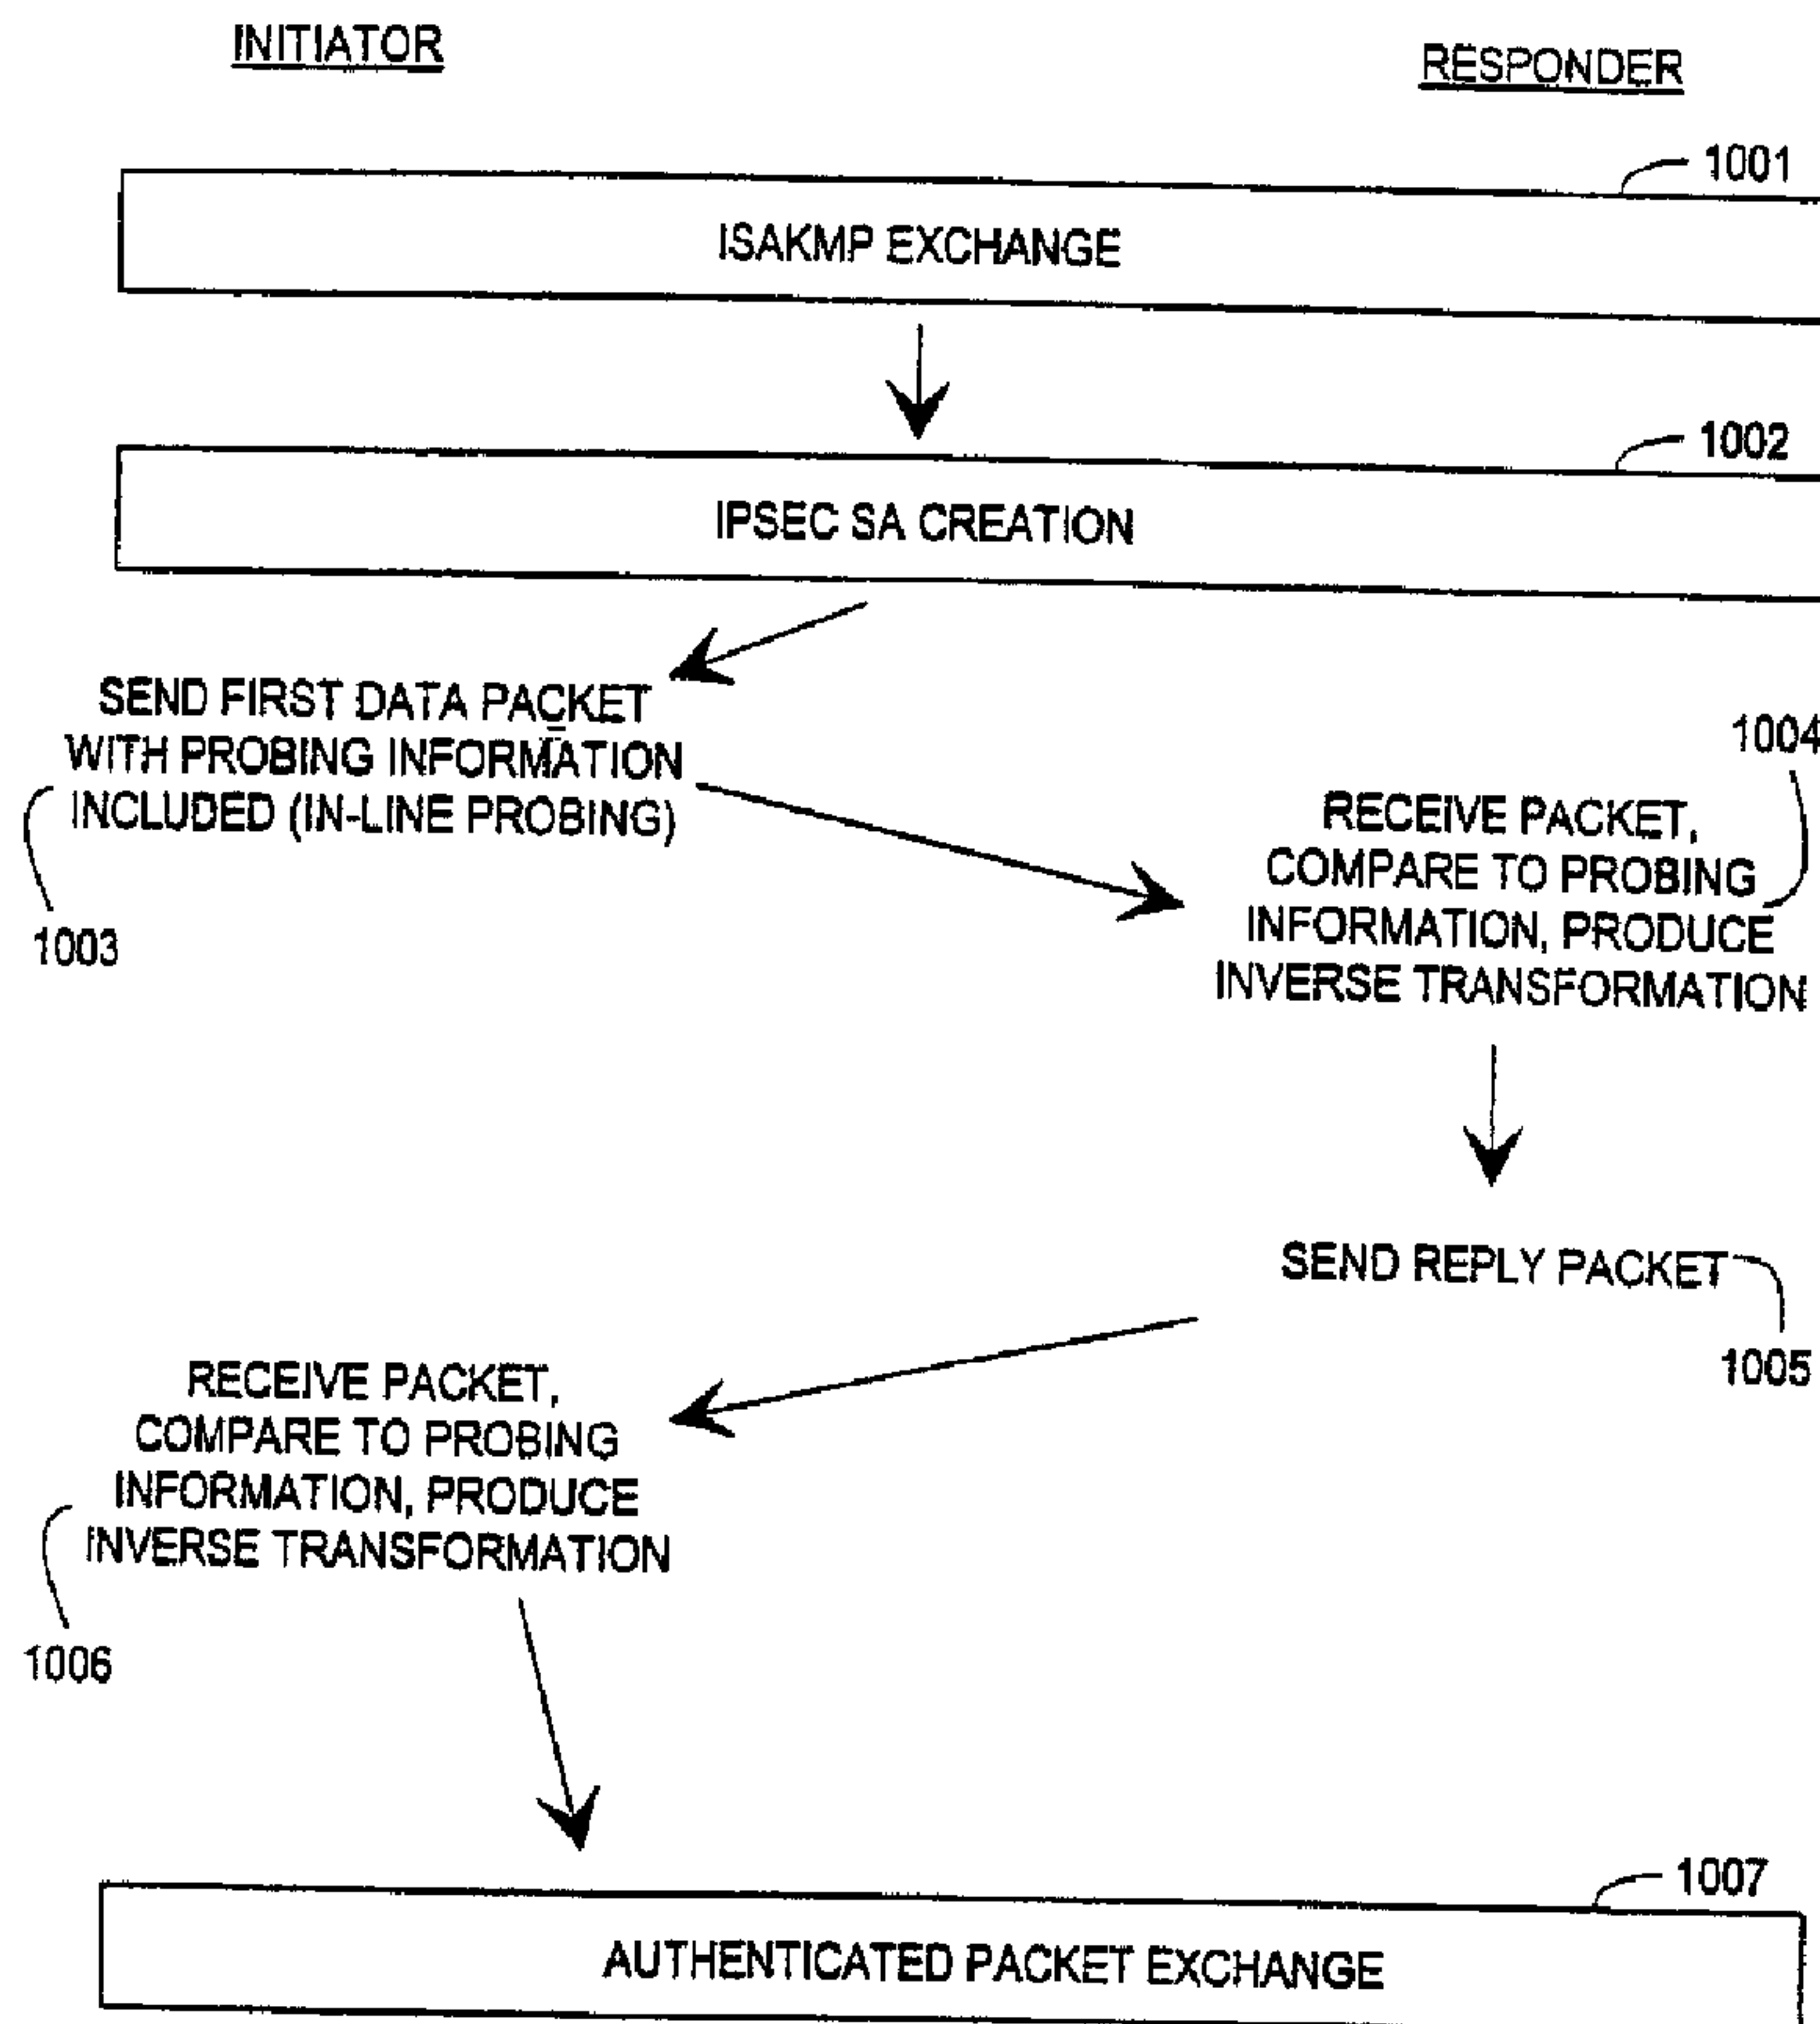 INITIATOR
RESPONDER
1001
ISAKMP EXCHANGE
1002
IPSEC SA CREATION
SEND FIRST DATA PACKET
WITH PROBING INFORMATION
INCLUDED (IN-LINE PROBING)
1003
1004
RECEIVE PACKET,
COMPARE TO PROBING
INFORMATION, PRODUCE
INVERSE TRANSFORMATION
SEND REPLY PACKET
1005
RECEIVE PACKET,
COMPARE TO PROBING
INFORMATION, PRODUCE
INVERSE TRANSFORMATION
1006
1007
AUTHENTICATED PACKET EXCHANGE